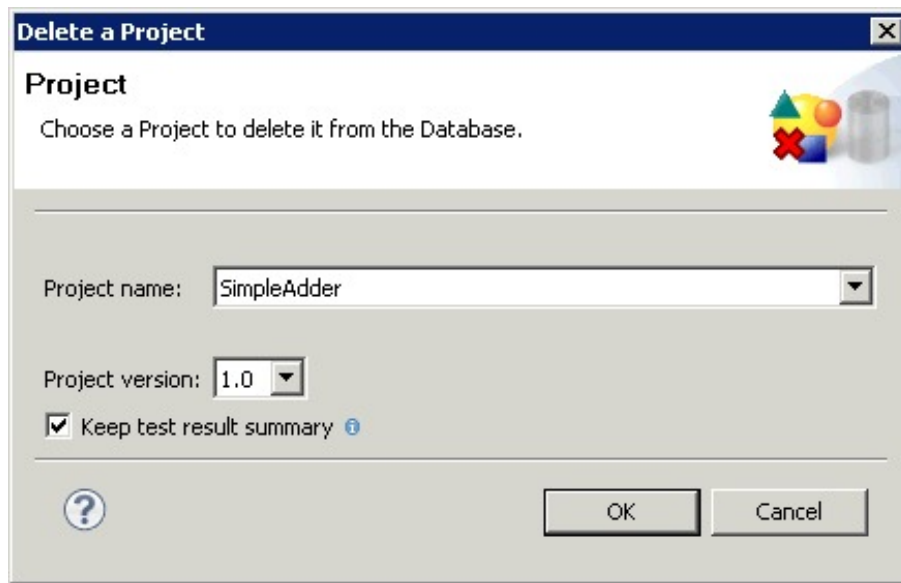 Delete a Project
Project
Choose a Project to delete it from the Database.
Project name: SimpleAdder
Project version: 1.0
Keep test result summary
OK Cancel